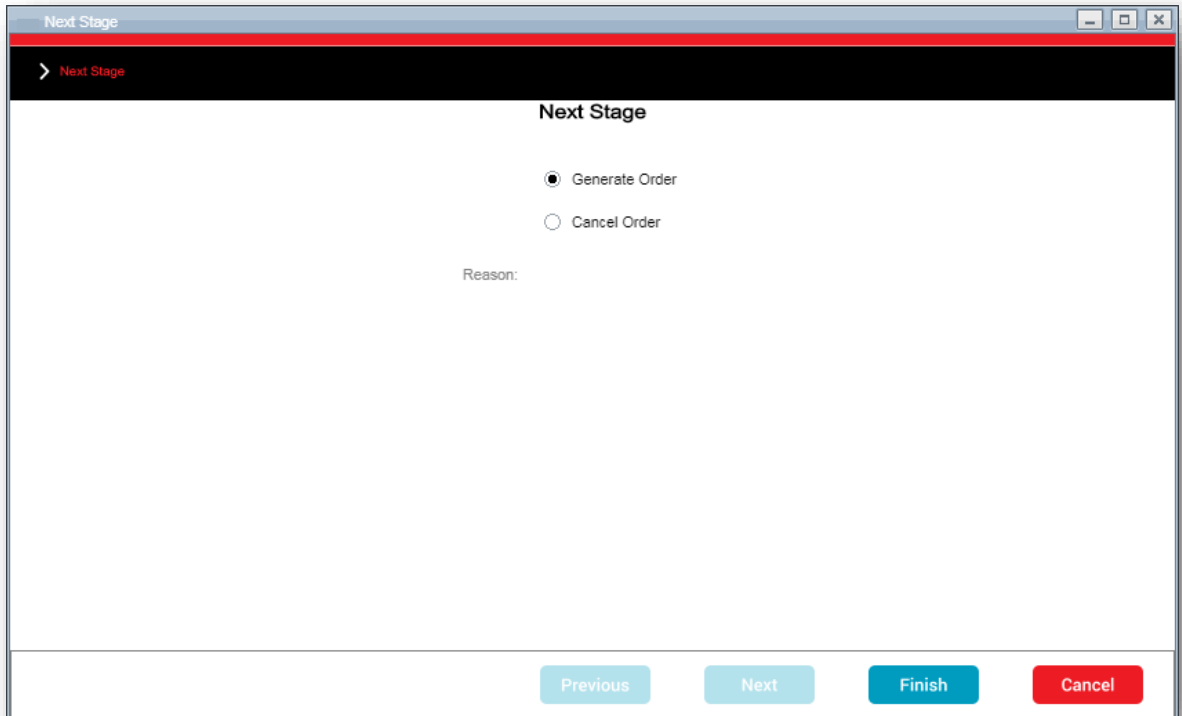 Next Stage
Next Stage
Next Stage
Generate Order
Cancel Order
Reason:
Previous Next Finish Cancel